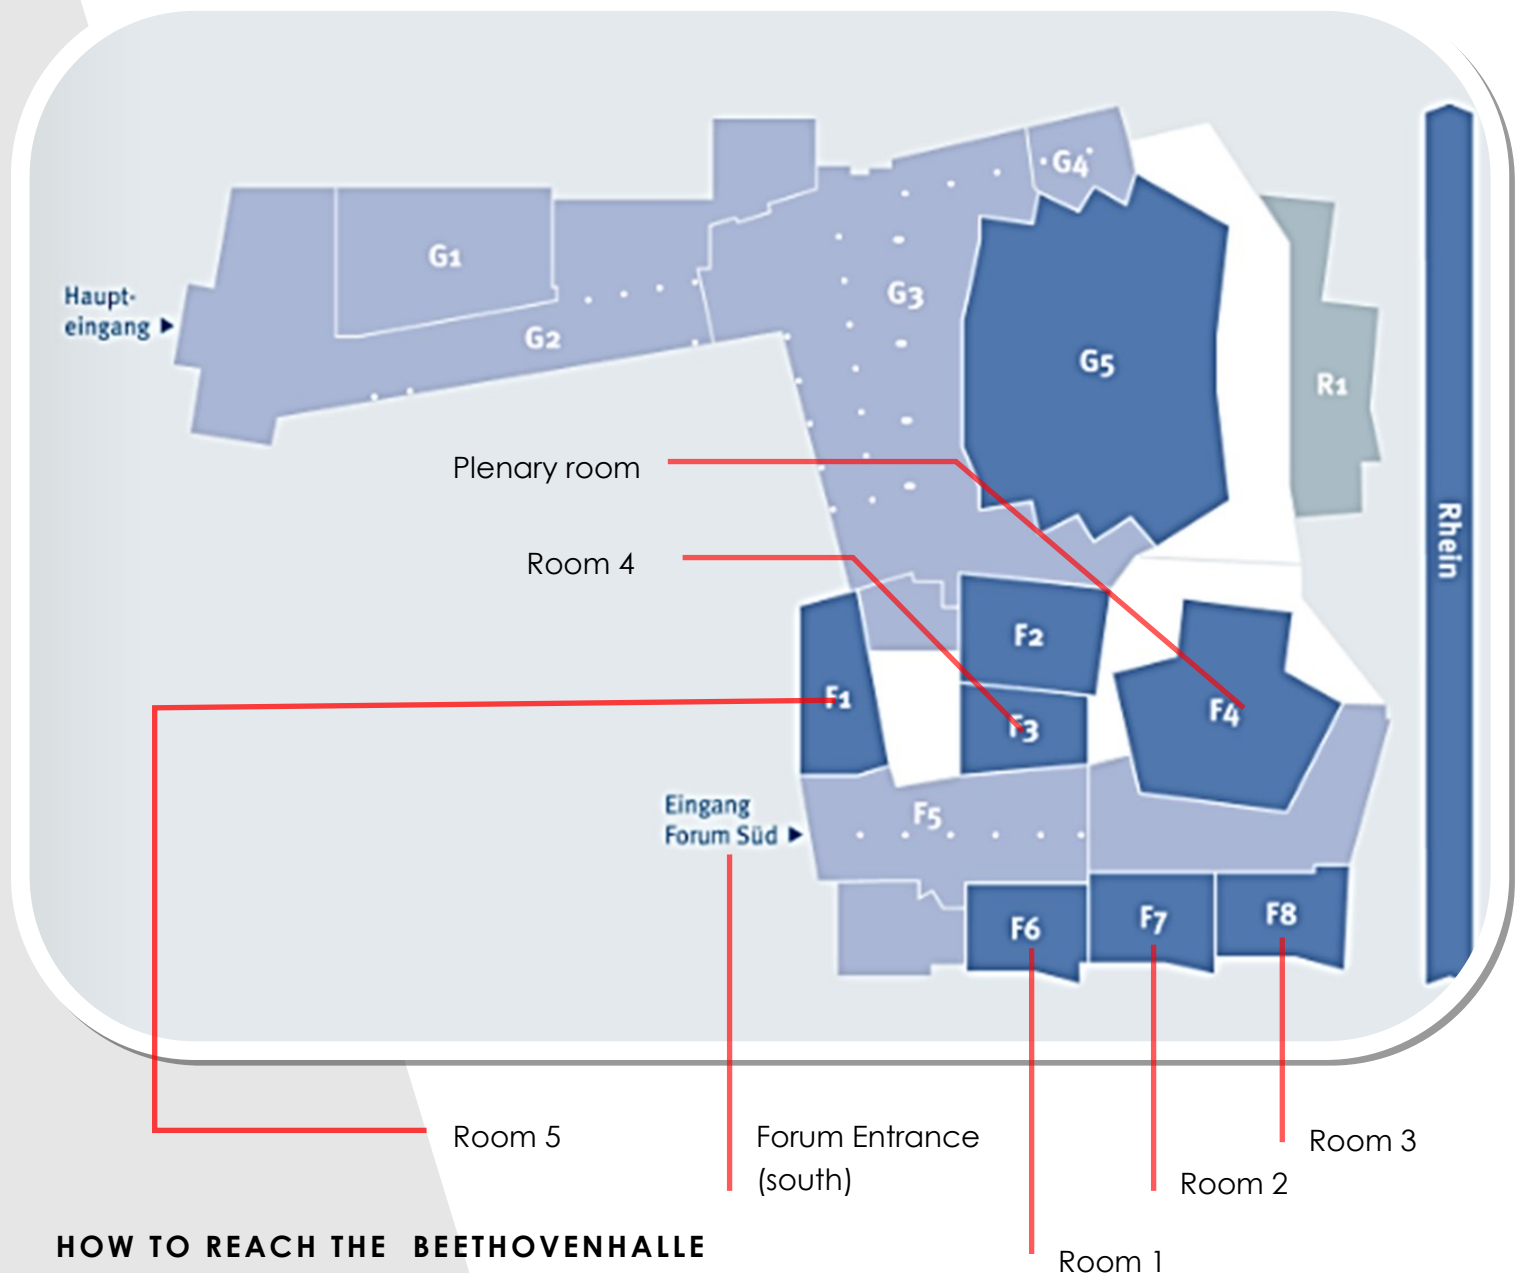 G4
G1
Haupt-
eingang
G3
G2
G5
R1
Plenary room
Rhein
Room 4
F2
F1
F4
F3
Eingang
Forum Süd
F5
F6
F7
F8
Room 5
Forum Entrance
(south)
Room 3
Room 2
Room 1
HOW TO REACH THE BEETHOVENHALLE